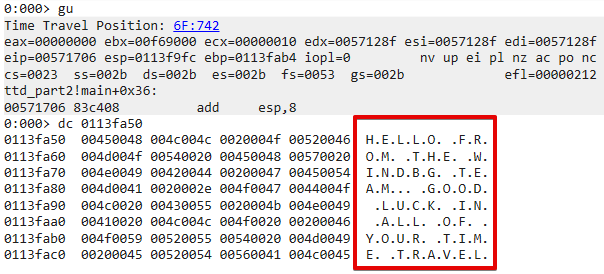 0:000> gu
Time Travel Position: 6F:742
eax=00000000 ebx=00f69000 ecx=00000010 edx=0057128f esi=0057128f edi=0057128f
eip=00571706 esp=0113f9fc ebp=0113fab4 iopl=0         nv up ei pl nz ac po nc
cs=0023  ss=002b  ds=002b  es=002b  fs=0053  gs=002b             efl=00000212
ttd_part2!main+0x36:
00571706 83c408          add     esp,8
0:000> dc 0113fa50
0113fa50  00450048 004c004c 0020004f 00520046  H.E.L.L.O. .F.R.
0113fa60  004d004f 00540020 00450048 00570020  O.M. .T.H.E. .W.
0113fa70  004e0049 00420044 00200047 00450054  I.N.D.B.G. .T.E.
0113fa80  004d0041 0020002e 004f0047 0044004f  A.M... .G.O.O.D.
0113fa90  004c0020 00430055 0020004b 004e0049   .L.U.C.K. .I.N.
0113faa0  00410020 004c004c 004f0020 00200046   .A.L.L. .O.F. .
0113fab0  004f0059 00520055 00540020 004d0049  Y.O.U.R. .T.I.M.
0113fac0  00200045 00520054 00560041 004c0045  E. .T.R.A.V.E.L.